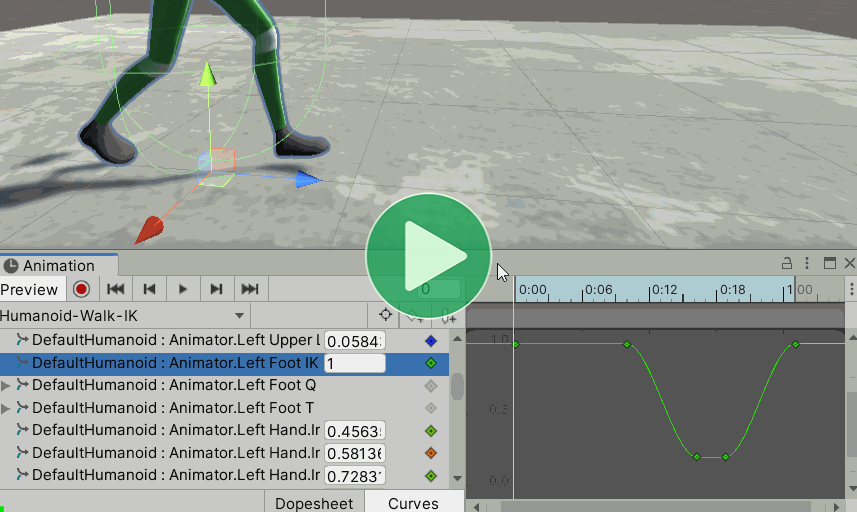 Animation
Preview
0
0:00
0:06
0:12
0:18
1:00
Humanoid-Walk-IK
DefaultHumanoid : Animator.Left Upper L
0.0584
DefaultHumanoid : Animator.Left Foot IK
1
DefaultHumanoid : Animator.Left Foot Q
DefaultHumanoid : Animator.Left Foot T
DefaultHumanoid : Animator.Left Hand.Ir
0.4563
DefaultHumanoid : Animator.Left Hand.Ir
0.5813
DefaultHumanoid : Animator.Left Hand.Ir
0.7283
1.0
0.3
0.0
Dopesheet
Curves